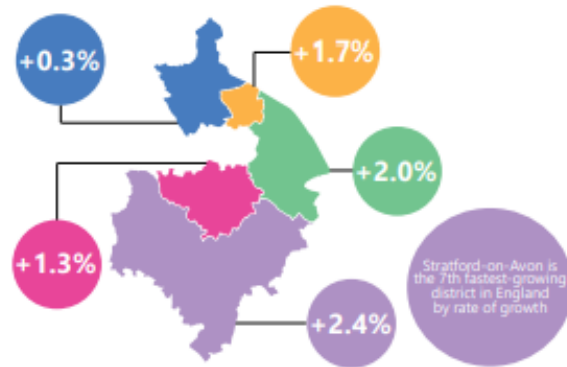 +0.3%
+1.7%
+2.0%
+1.3%
+2.4%
Stratford-on-Avon is
the 7th fastest-growing
district in England
by rate of growth